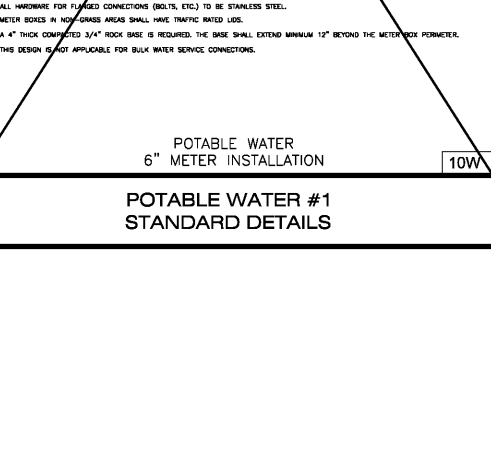 ALL HARDWARE FOR FLANGED CONNECTIONS (BOLTS, ETC.) TO BE STAINLESS STEEL.
METER BOXES IN NON-GRASS AREAS SHALL HAVE TRAFFIC RATED LIDS.
A 4" THICK COMPACTED 3/4" ROCK BASE IS REQUIRED. THE BASE SHALL EXTEND MINIMUM 12" BEYOND THE METER BOX PERIMETER.
THIS DESIGN IS NOT APPLICABLE FOR BULK WATER SERVICE CONNECTIONS.
POTABLE WATER
6" METER INSTALLATION
10W
POTABLE WATER #1
STANDARD DETAILS